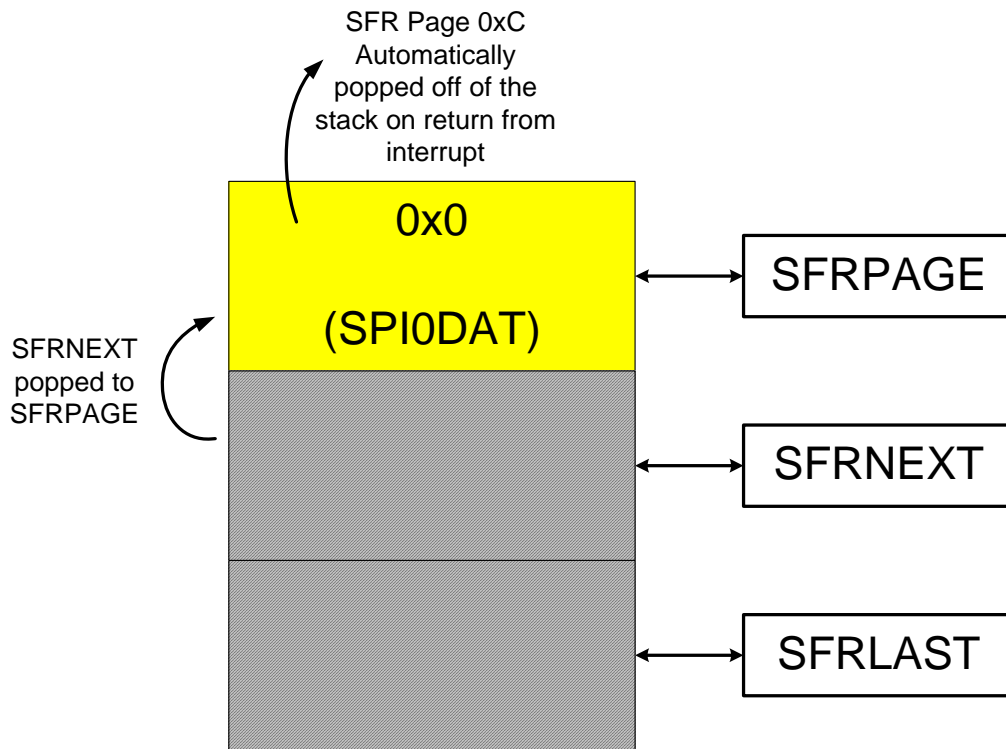 SFR Page 0xC
Automatically
popped off of the
stack on return from
interrupt
0x0
(SPI0DAT)
SFRPAGE
SFRNEXT
popped to
SFRPAGE
SFRNEXT
SFRLAST